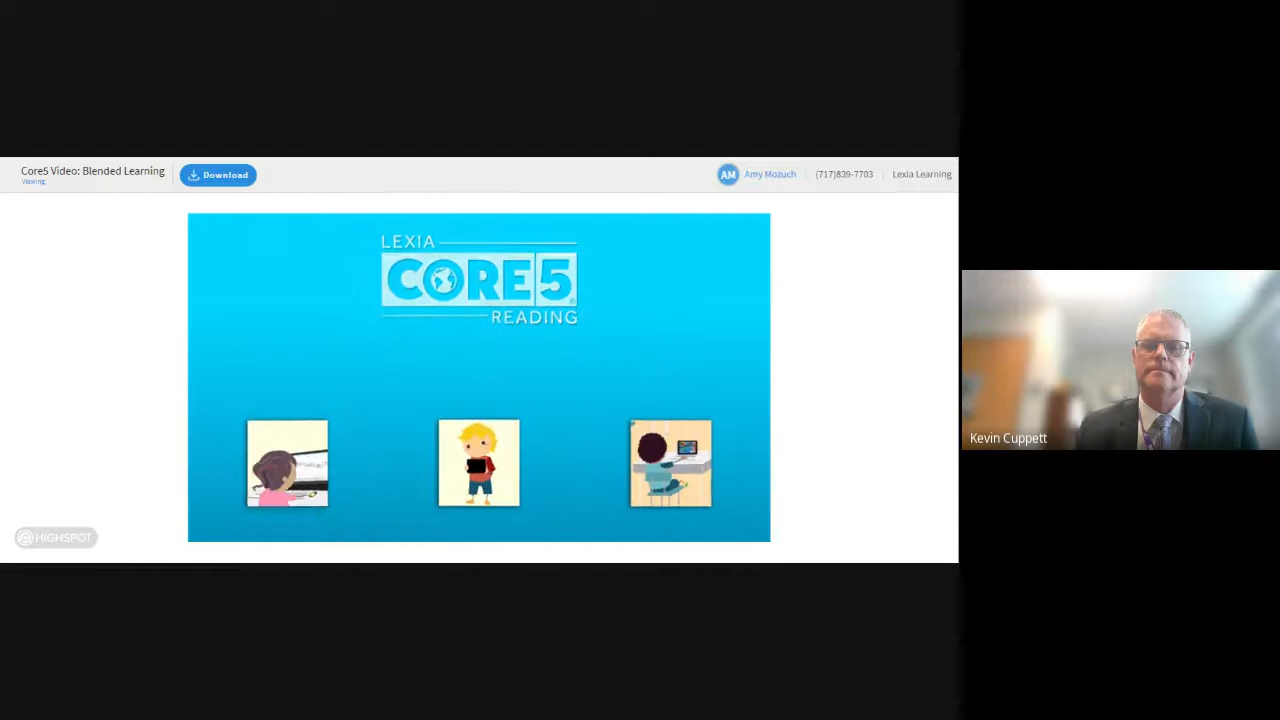 Core5 Video: Blended Learning
Viewing
Download
AM
Amy Mozuch
(717)839-7703
Lexia Learning
LEXIA
CORE5
READING
HIGHSPOT
Kevin Cuppett